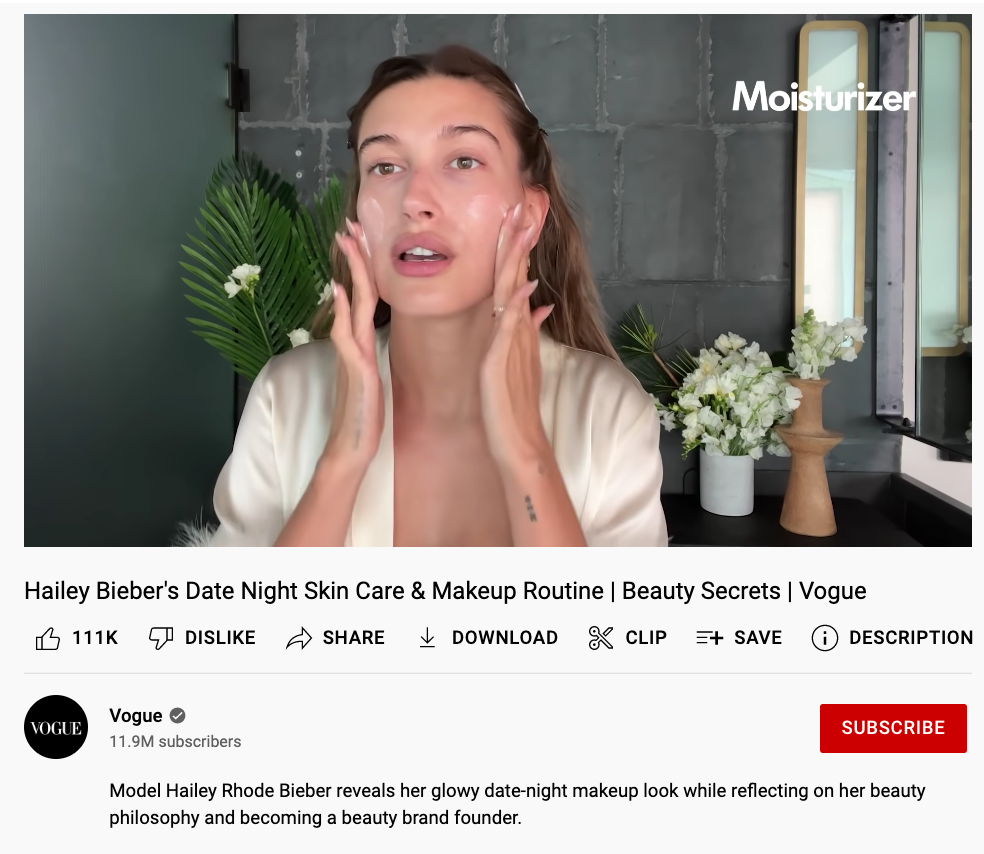 Moisturizer
Hailey Bieber's Date Night Skin Care & Makeup Routine | Beauty Secrets | Vogue
111K DISLIKE SHARE DOWNLOAD CLIP SAVE DESCRIPTION
VOGUE Vogue
11.9M subscribers
SUBSCRIBE
Model Hailey Rhode Bieber reveals her glowy date-night makeup look while reflecting on her beauty
philosophy and becoming a beauty brand founder.